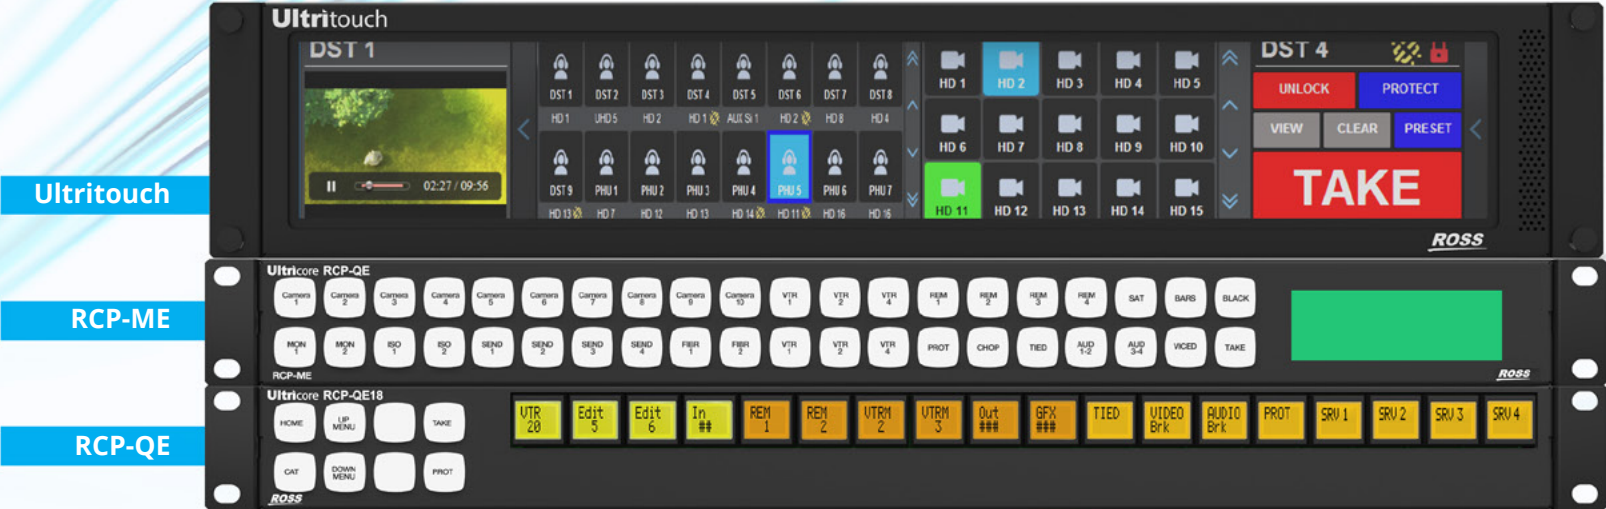 Ultritouch
DST 1
02:27 / 09:56
DST 1 DST 2 DST 3 DST 4 DST 5 DST 6 DST 7 DST 8
HD 1 UHD 5 HD 2 HD 1 AUX Si 1 HD 2 HD 8 HD 4
DST 9 PHU 1 PHU 2 PHU 3 PHU 4 PHU 5 PHU 6 PHU 7
HD 13 HD 7 HD 12 HD 13 HD 14 HD 11 HD 16 HD 16
HD 1 HD 2 HD 3 HD 4 HD 5
HD 6 HD 7 HD 8 HD 9 HD 10
HD 11 HD 12 HD 13 HD 14 HD 15
DST 4
UNLOCK PROTECT
VIEW CLEAR PRESET
TAKE
ROSS
Ultritouch
Ultricore RCP-QE
Camera 1 Camera 2 Camera 3 Camera 4 Camera 5 Camera 6 Camera 7 Camera 8 Camera 9 Camera 10 VTR 1 VTR 2 VTR 4 REM 1 REM 2 REM 3 REM 4 SAT BARS BLACK
MON 1 MON 2 ISO 1 ISO 2 SEND 1 SEND 2 SEND 3 SEND 4 FIBR 1 FIBR 2 VTR 1 VTR 2 VTR 4 PROT CHOP TIED AUD 1-2 AUD 3-4 VICED TAKE
RCP-ME
ROSS
RCP-ME
Ultricore RCP-QE18
HOME UP MENU TAKE
CAT DOWN MENU PROT
VTR 20 Edit 5 Edit 6 In ## REM 1 REM 2 VTRM 2 VTRM 3 Out ### GFX ### TIED VIDEO Brk AUDIO Brk PROT SRV 1 SRV 2 SRV 3 SRV 4
ROSS
RCP-QE